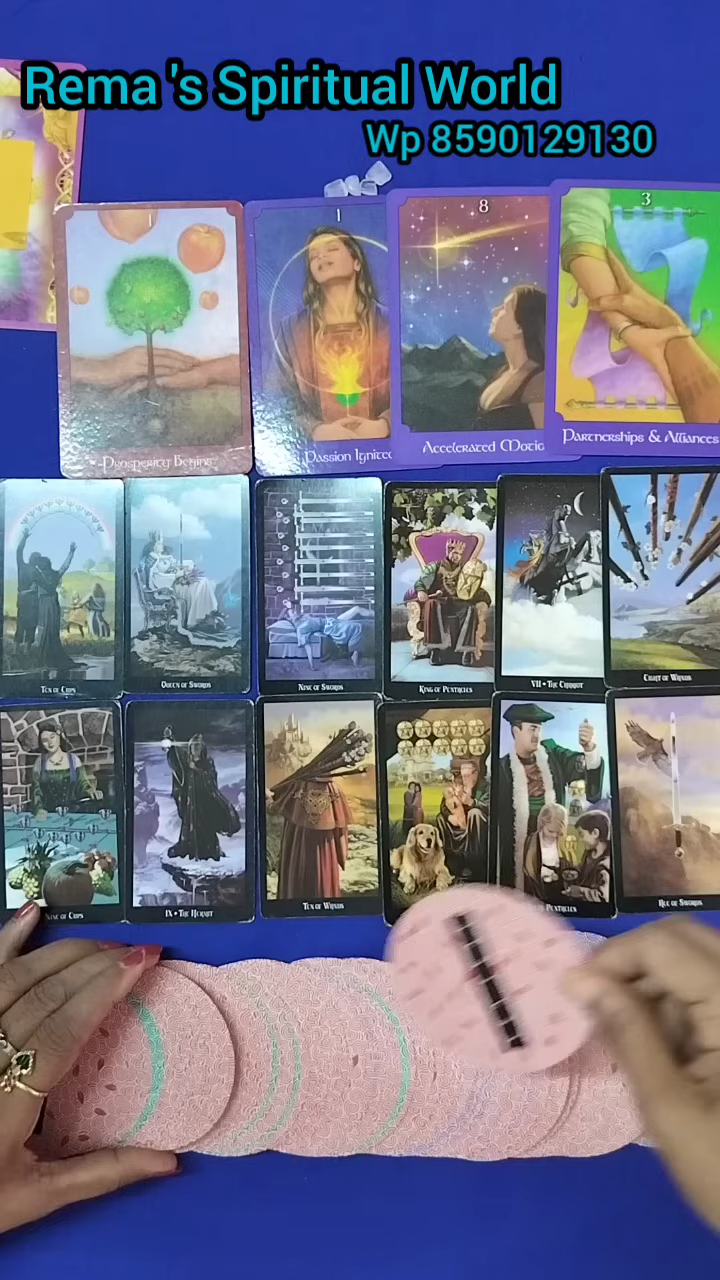 Rema 's Spiritual World
Wp 8590129130
1
1
8
3
Prosperity Begins
Passion Ignited
Accelerated Motio
Partnerships & Alliances
Ten of Cups
Queen of Swords
Nine of Swords
King of Pentacles
VII • The Chariot
Eight of Wands
Nine of Cups
IX • The Hermit
Ten of Wands
Pentacles
Ace of Swords